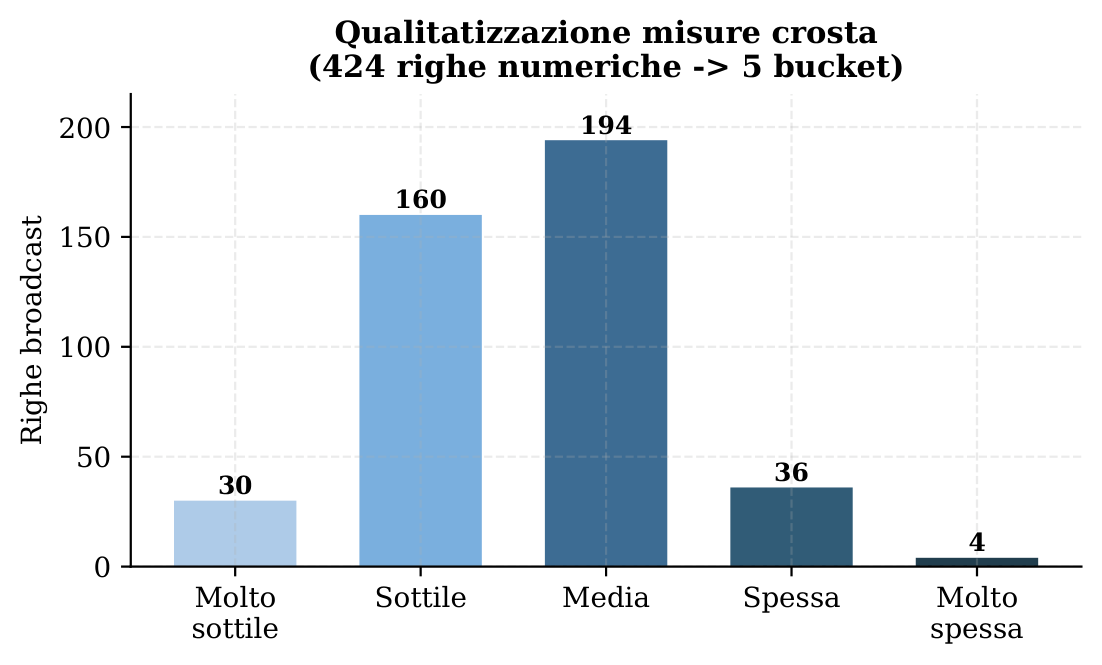 Qualitatizzazione misure crosta
(424 righe numeriche -> 5 bucket)
Righe broadcast
200
150
100
50
0
30
160
194
36
4
Molto
sottile
Sottile
Media
Spessa
Molto
spessa